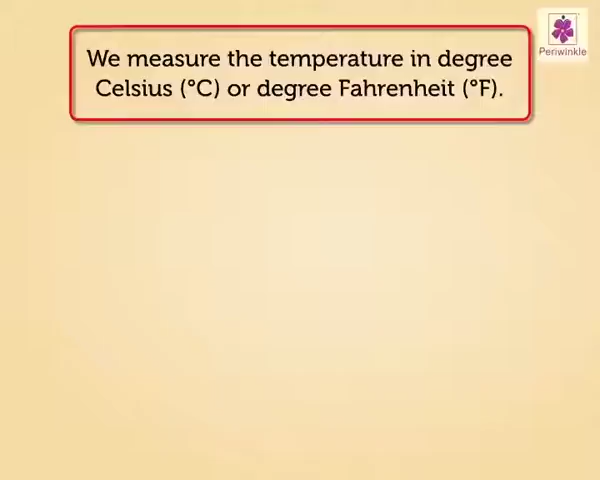 We measure the temperature in degree
Celsius (°C) or degree Fahrenheit (°F).
Periwinkle